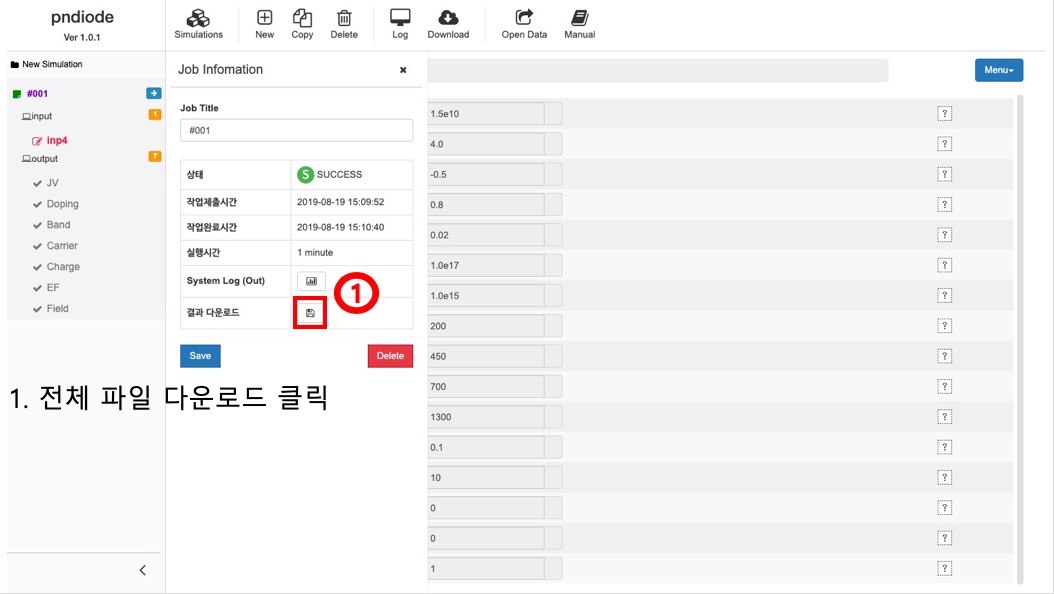 pndiode
Ver 1.0.1
Simulations
New
Copy
Delete
Log
Download
Open Data
Manual
New Simulation
#001
input
1
inp4
output
7
JV
Doping
Band
Carrier
Charge
EF
Field
Job Infomation
Job Title
#001
상태
S SUCCESS
작업제출시간
2019-08-19 15:09:52
작업완료시간
2019-08-19 15:10:40
실행시간
1 minute
System Log (Out)
1
결과 다운로드
Save
Delete
1. 전체 파일 다운로드 클릭
Menu
1.5e10 ?
4.0 ?
-0.5 ?
0.8 ?
0.02 ?
1.0e17 ?
1.0e15 ?
200 ?
450 ?
700 ?
1300 ?
0.1 ?
10 ?
0 ?
0 ?
1 ?